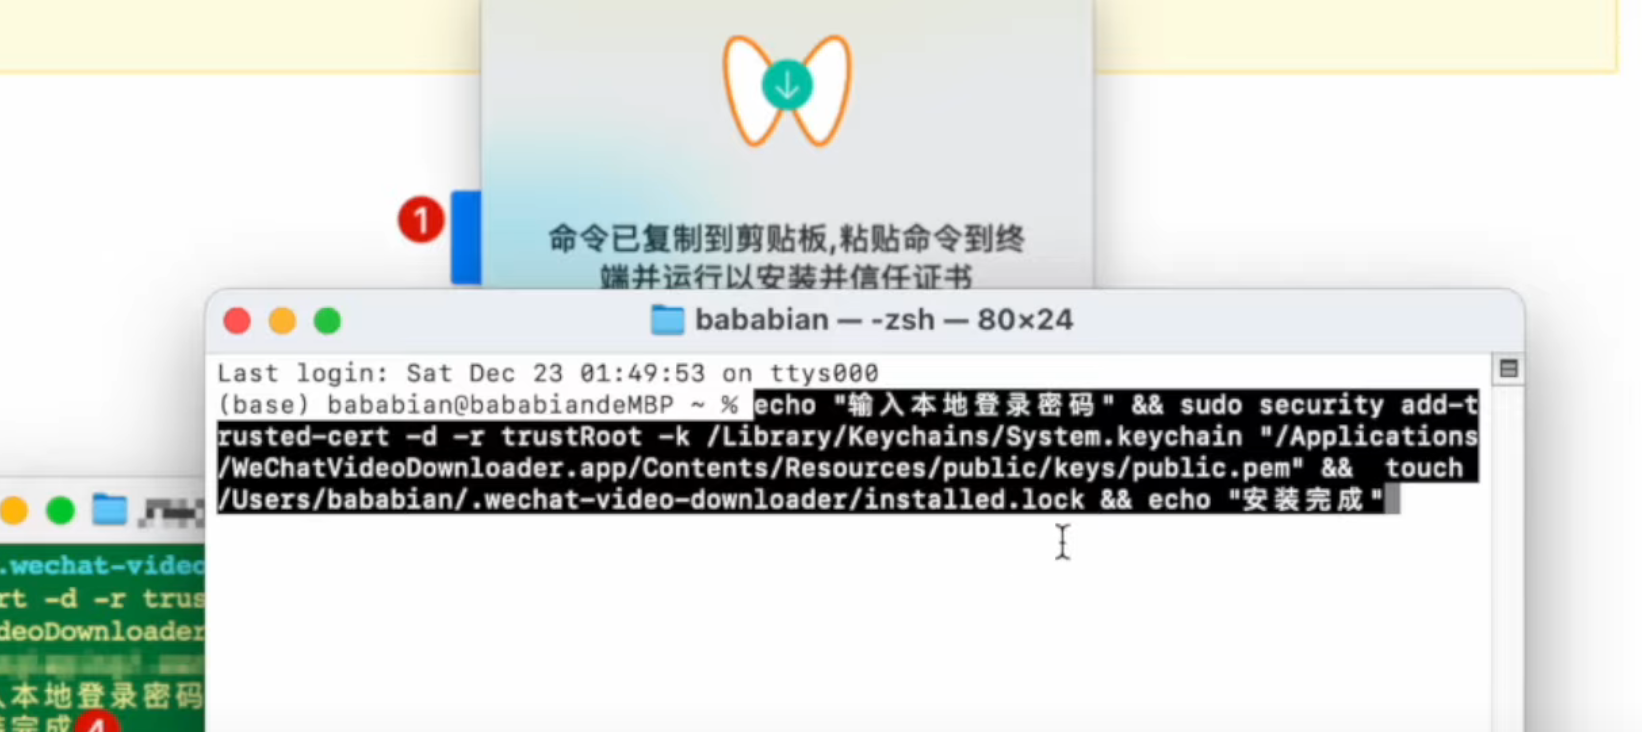 1
命令已复制到剪贴板,粘贴命令到终
端并运行以安装并信任证书
bababian — -zsh — 80×24
Last login: Sat Dec 23 01:49:53 on ttys000
(base) bababian@bababiandeMBP ~ % echo "输入本地登录密码" && sudo security add-t
rusted-cert -d -r trustRoot -k /Library/Keychains/System.keychain "/Applications
/WeChatVideoDownloader.app/Contents/Resources/public/keys/public.pem" &&  touch
/Users/bababian/.wechat-video-downloader/installed.lock && echo "安装完成"
.wechat-video
rt -d -r trus
deoDownloader
入本地登录密码
装完成 4